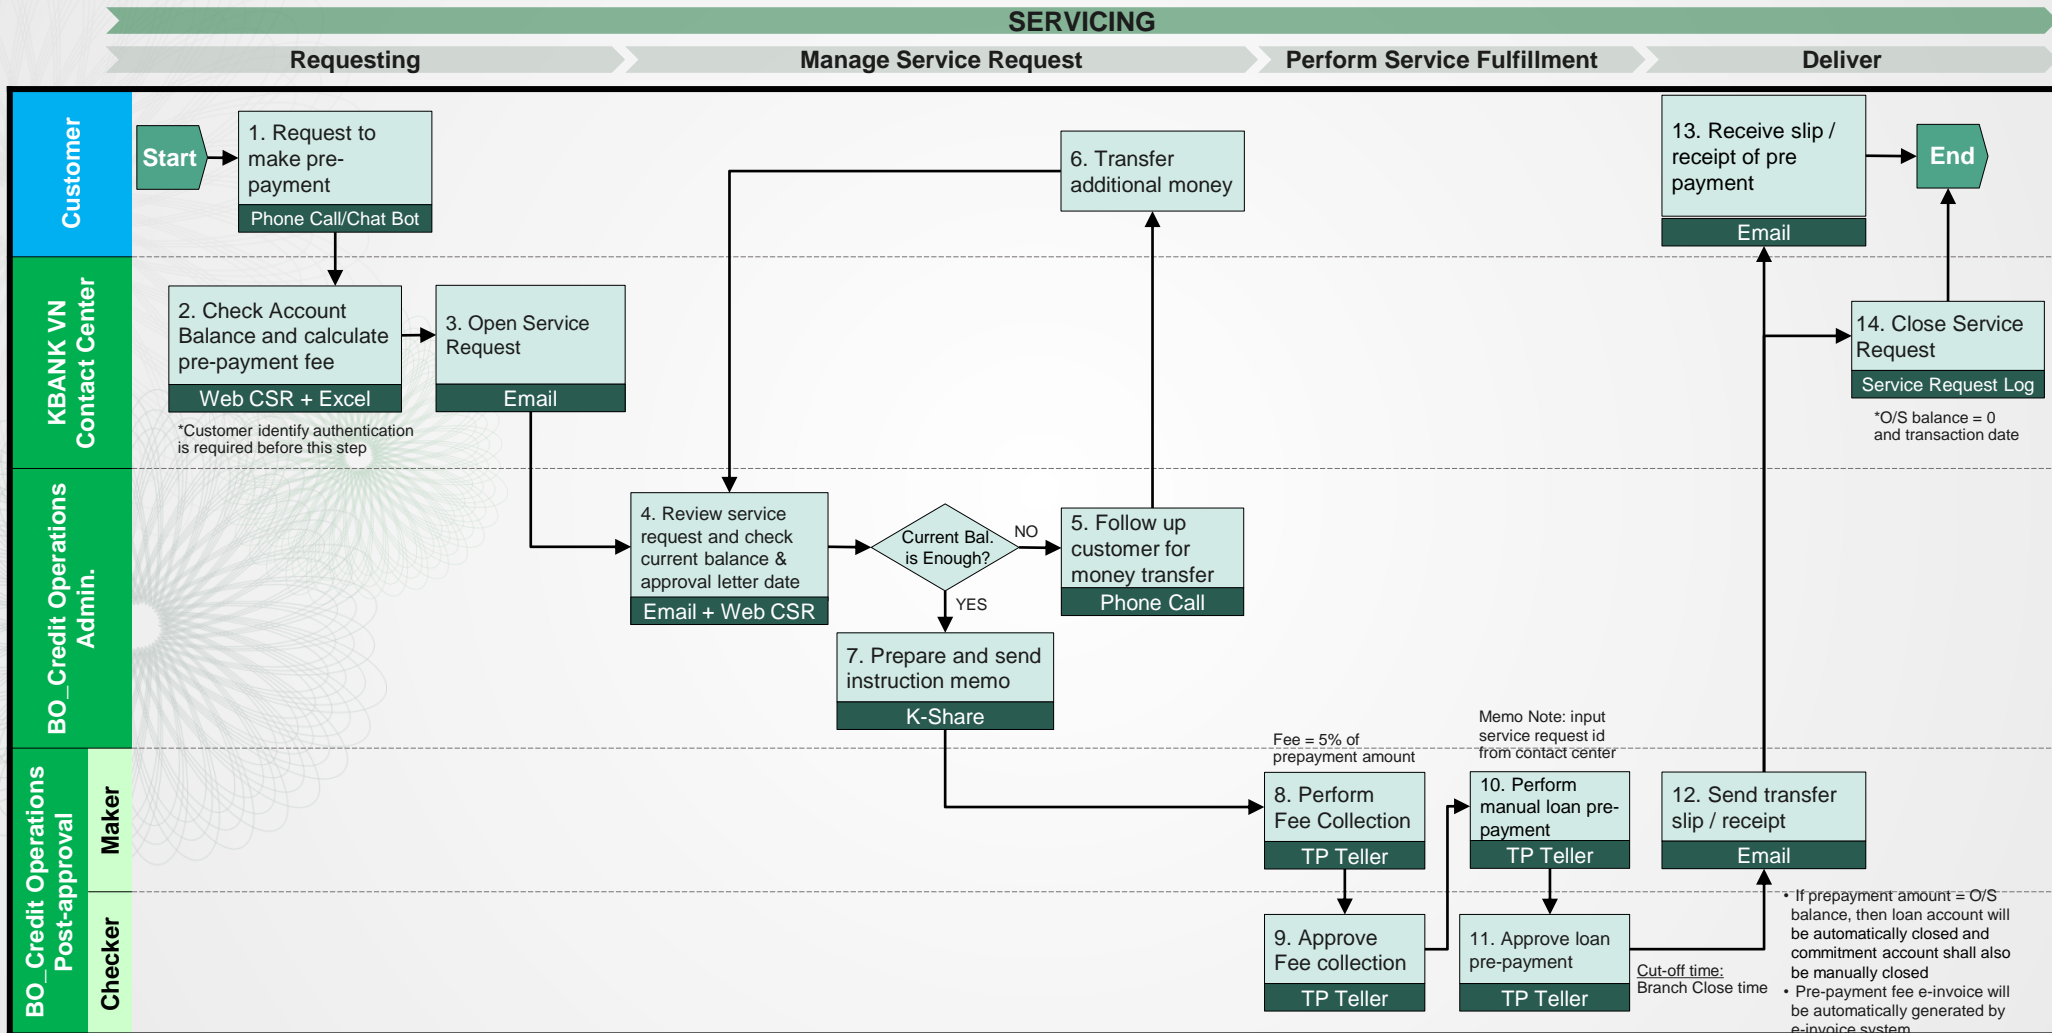 SERVICING
Requesting
Manage Service Request
Perform Service Fulfillment
Deliver
Customer
Start
1. Request to
make pre-
payment
Phone Call/Chat Bot
6. Transfer
additional money
13. Receive slip /
receipt of pre
payment
Email
End
KBANK VN
Contact Center
2. Check Account
Balance and calculate
pre-payment fee
Web CSR + Excel
*Customer identify authentication
is required before this step
3. Open Service
Request
Email
14. Close Service
Request
Service Request Log
*O/S balance = 0
and transaction date
BO_Credit Operations
Admin.
4. Review service
request and check
current balance &
approval letter date
Email + Web CSR
Current Bal.
is Enough?
NO
YES
5. Follow up
customer for
money transfer
Phone Call
7. Prepare and send
instruction memo
K-Share
BO_Credit Operations
Post-approval
Maker
Fee = 5% of
prepayment amount
8. Perform
Fee Collection
TP Teller
Memo Note: input
service request id
from contact center
10. Perform
manual loan pre-
payment
TP Teller
12. Send transfer
slip / receipt
Email
Checker
9. Approve
Fee collection
TP Teller
11. Approve loan
pre-payment
TP Teller
Cut-off time:
Branch Close time
• If prepayment amount = O/S
balance, then loan account will
be automatically closed and
commitment account shall also
be manually closed
• Pre-payment fee e-invoice will
be automatically generated by
e-invoice system